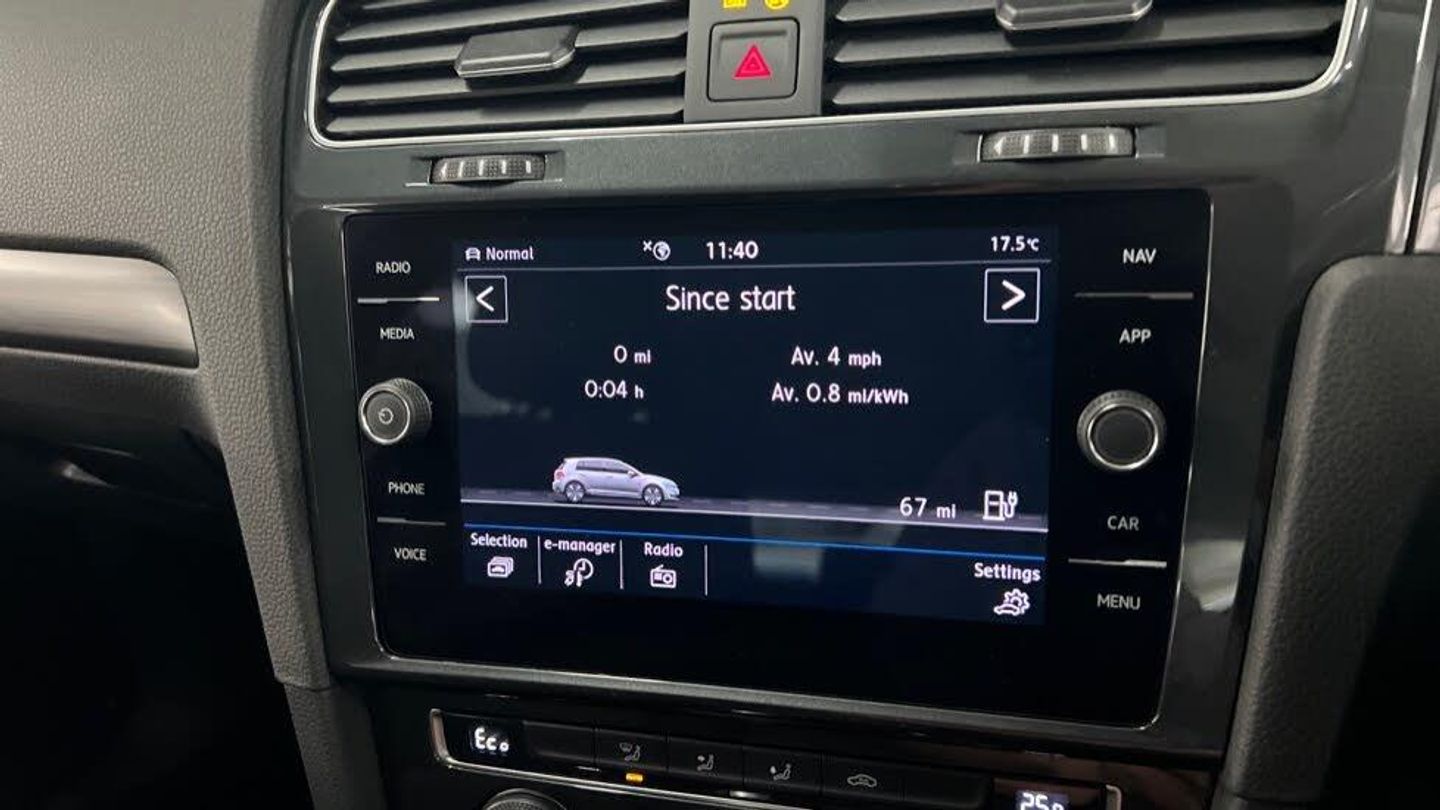 RADIO
MEDIA
PHONE
VOICE
Normal
11:40
17.5°C
<
Since start
>
0 mi
Av. 4 mph
0:04 h
Av. 0.8 mi/kWh
67 mi
Selection
e-manager
Radio
Settings
NAV
APP
CAR
MENU
Eco